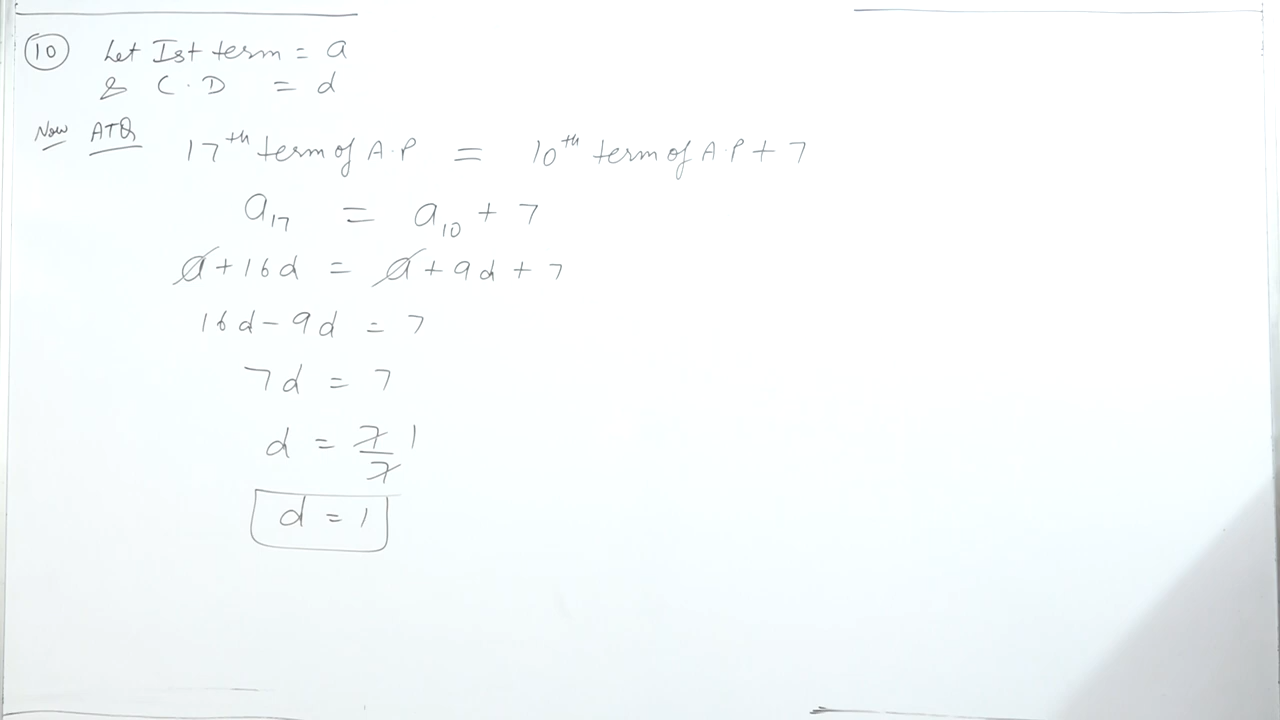 10 Let Ist term = a
& C.D = d
Now ATQ
17th term of A.P = 10th term of A.P + 7
a17 = a10 + 7
a + 16d = a + 9d + 7
16d - 9d = 7
7d = 7
d = 7/7 1
d = 1